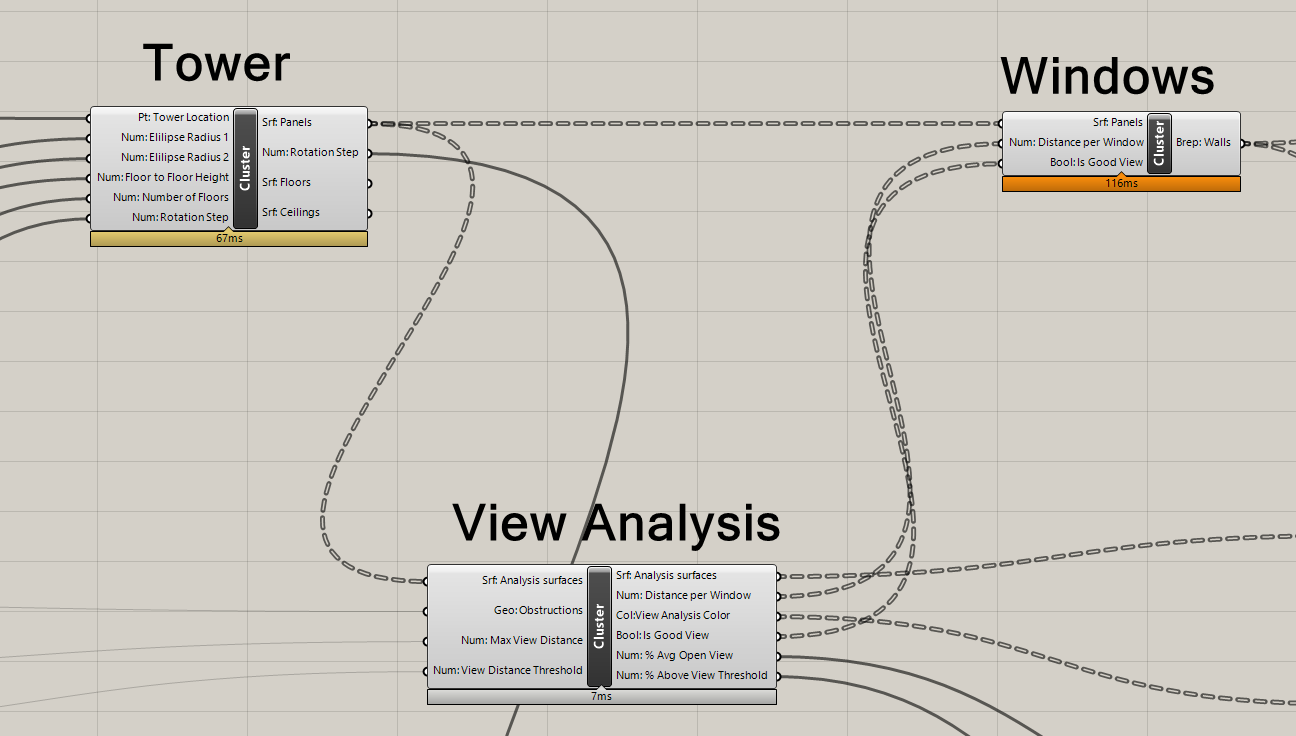 Tower
Windows
Pt: Tower Location
Num: Elilipse Radius 1
Num: Elilipse Radius 2
Num: Floor to Floor Height
Num: Number of Floors
Num: Rotation Step
Cluster
Srf: Panels
Num: Rotation Step
Srf: Floors
Srf: Ceilings
67ms
Srf: Panels
Num: Distance per Window
Bool: Is Good View
Cluster
Brep: Walls
116ms
View Analysis
Srf: Analysis surfaces
Geo: Obstructions
Num: Max View Distance
Num: View Distance Threshold
Cluster
Srf: Analysis surfaces
Num: Distance per Window
Col:View Analysis Color
Bool: Is Good View
Num: % Avg Open View
Num: % Above View Threshold
7ms